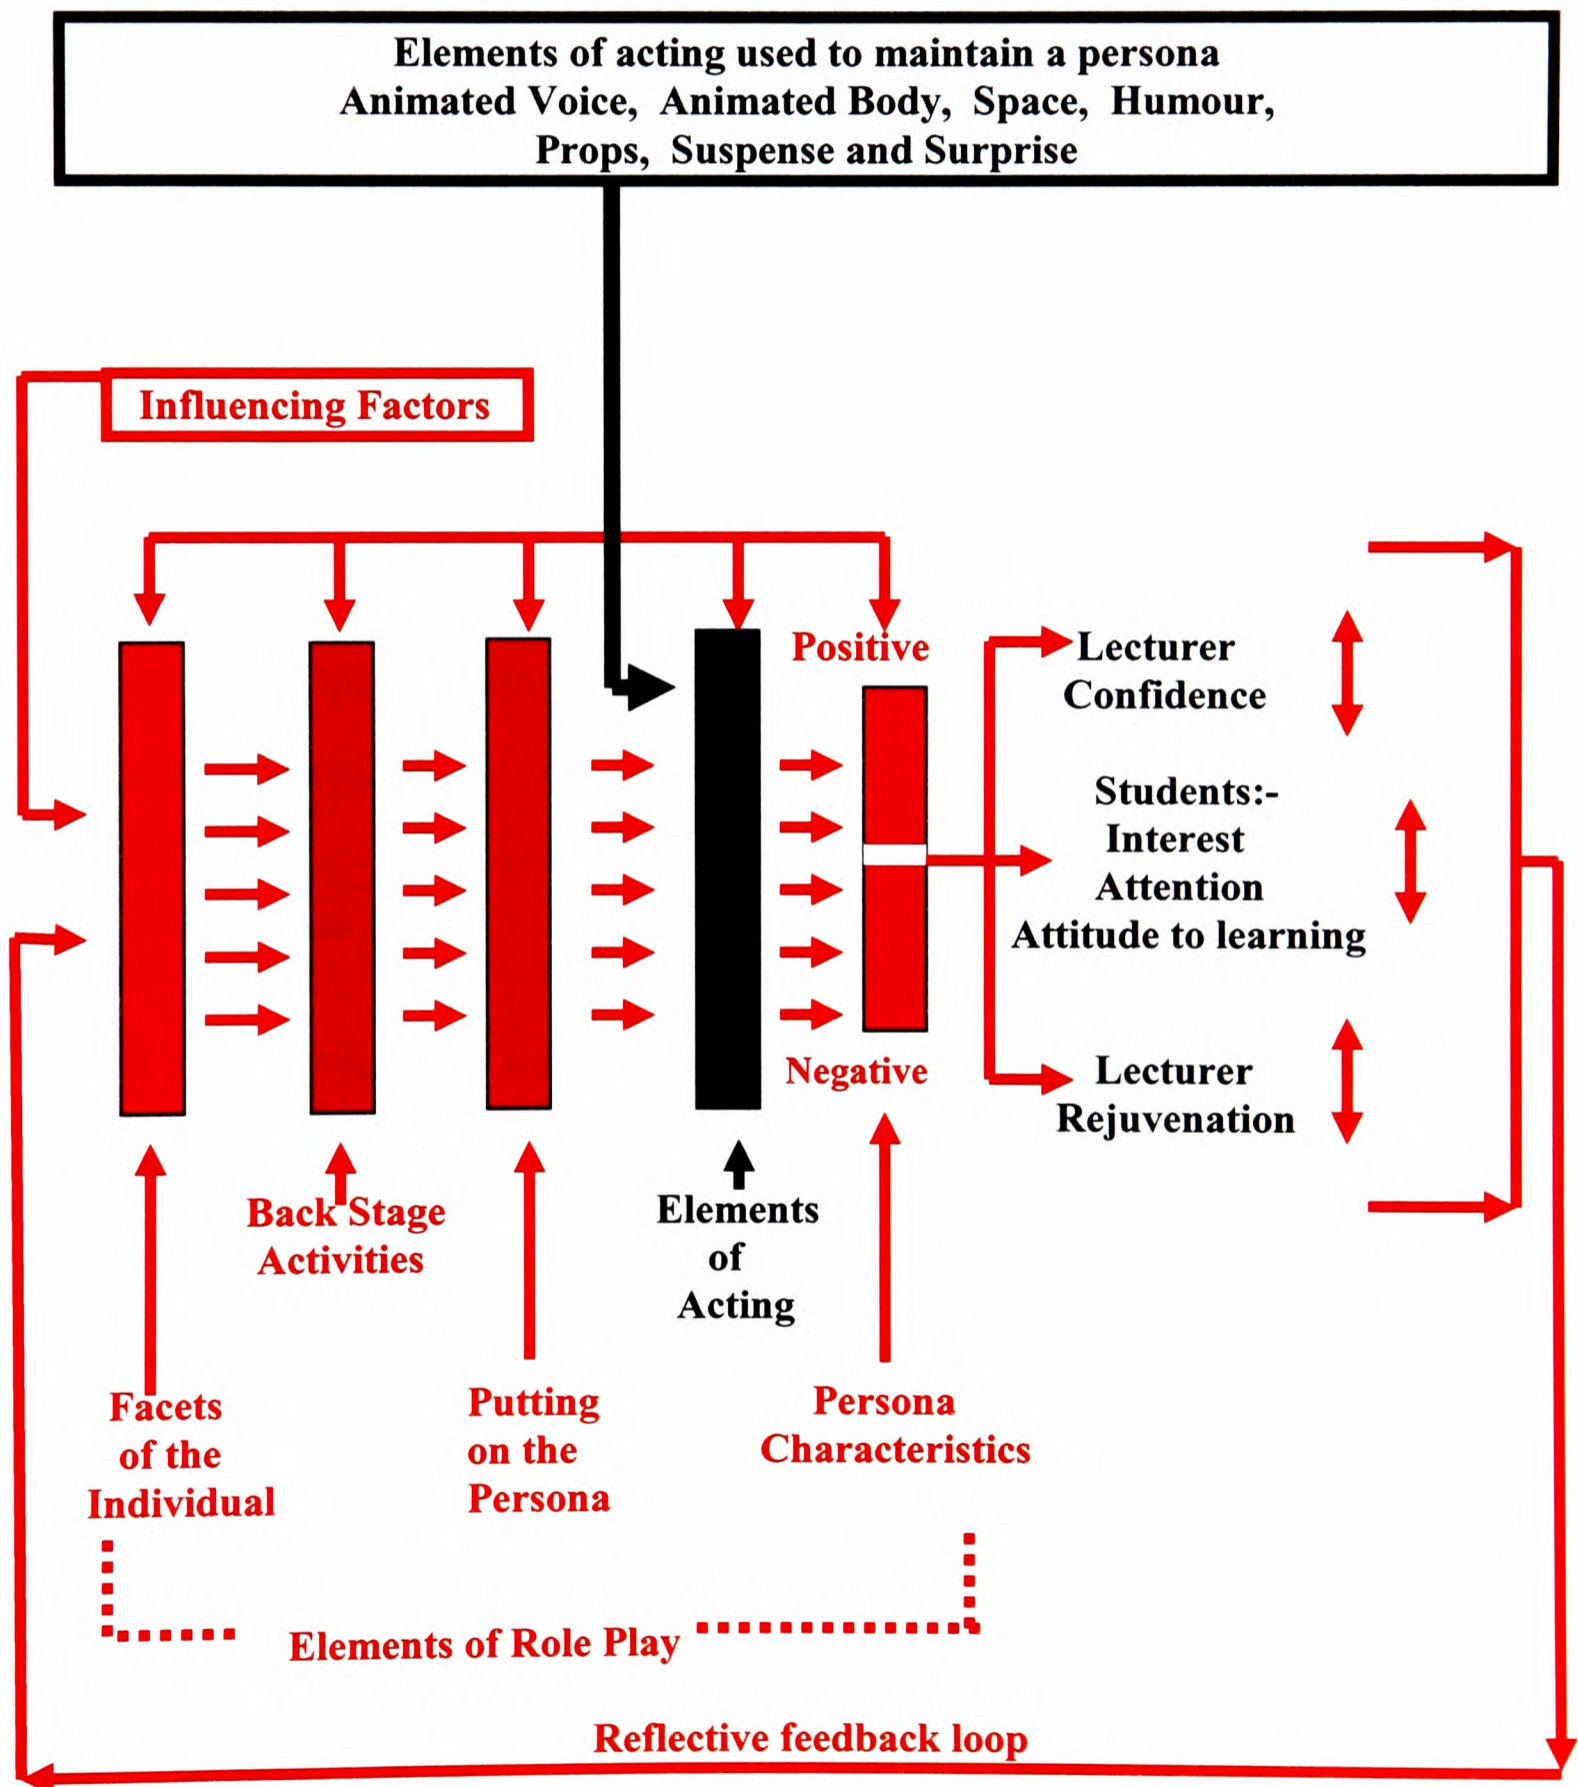 Elements of acting used to maintain a persona
Animated Voice, Animated Body, Space, Humour,
Props, Suspense and Surprise
Influencing Factors
Positive
Lecturer
Confidence
Students:-
Interest
Attention
Attitude to learning
Negative
Lecturer
Rejuvenation
Back Stage
Activities
Elements
of
Acting
Facets
of the
Individual
Putting
on the
Persona
Persona
Characteristics
Elements of Role Play
Reflective feedback loop